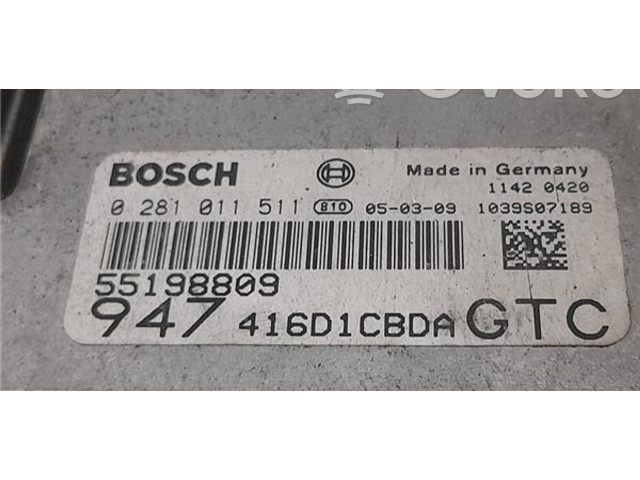 BOSCH Made in Germany
1142 0420
0 281 011 511 810 05-03-09 1039S07189
55198809
947 416D1CBDA GTC